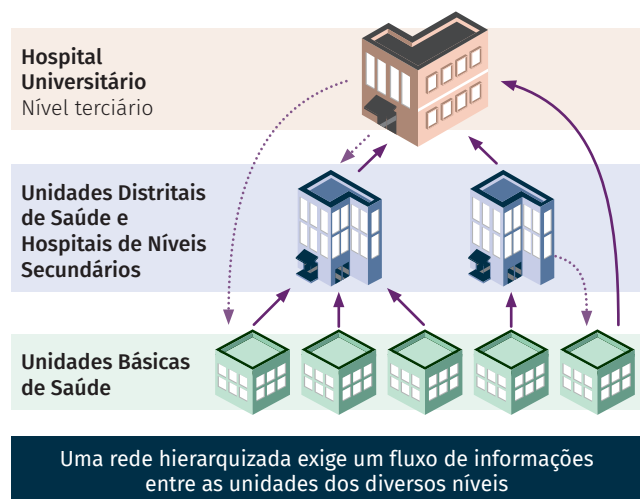 Hospital
Universitário
Nível terciário
Unidades Distritais
de Saúde e
Hospitais de Níveis
Secundários
Unidades Básicas
de Saúde
Uma rede hierarquizada exige um fluxo de informações
entre as unidades dos diversos níveis